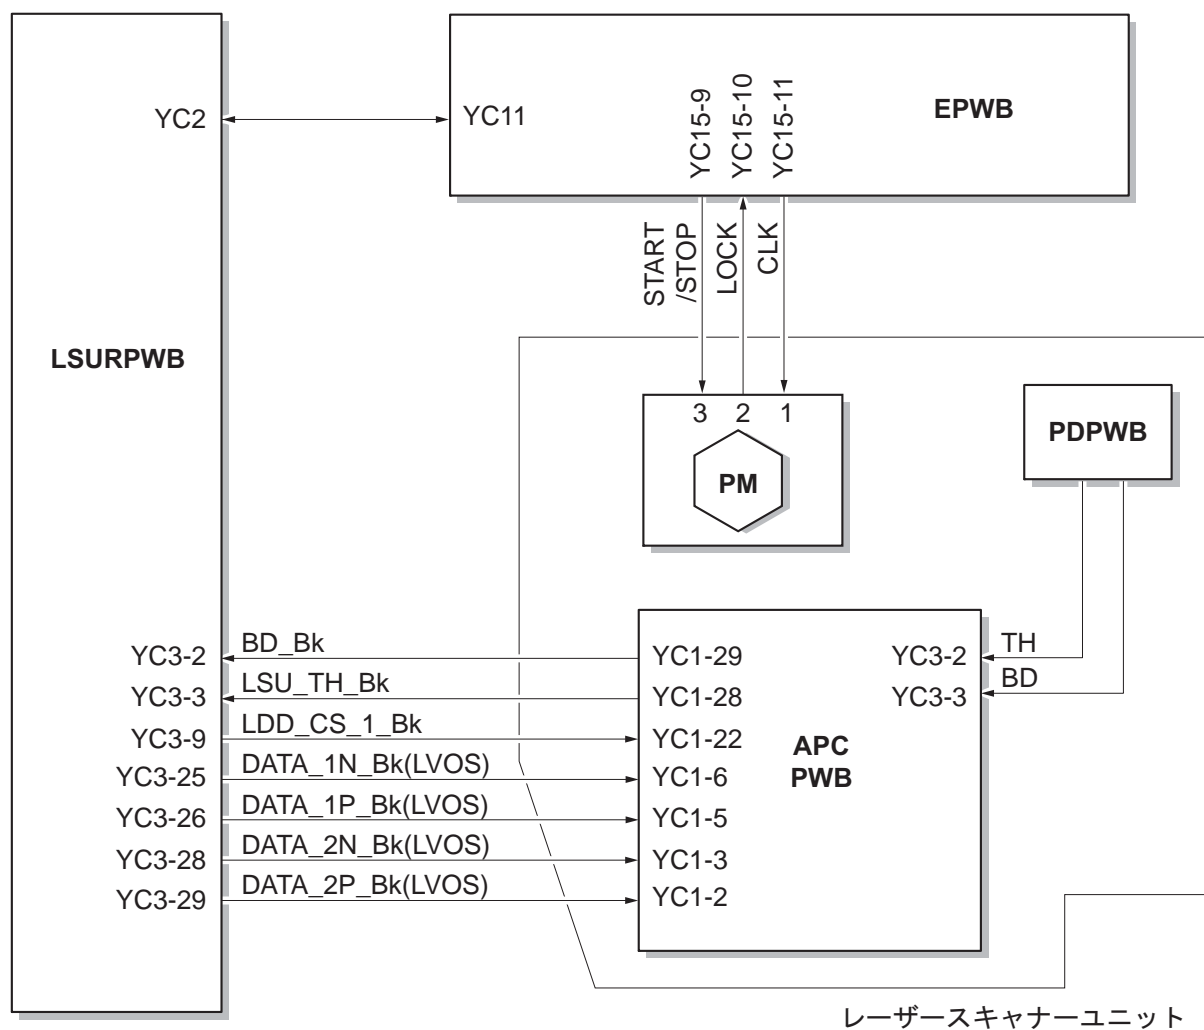 YC2
YC11
YC15-9
YC15-10
YC15-11
EPWB
START
/STOP
LOCK
CLK
LSURPWB
3 2 1
PM
PDPWB
YC3-2 BD_Bk YC1-29 YC3-2 TH
YC3-3 LSU_TH_Bk YC1-28 YC3-3 BD
YC3-9 LDD_CS_1_Bk YC1-22
APC
PWB
YC3-25 DATA_1N_Bk(LVOS) YC1-6
YC3-26 DATA_1P_Bk(LVOS) YC1-5
YC3-28 DATA_2N_Bk(LVOS) YC1-3
YC3-29 DATA_2P_Bk(LVOS) YC1-2
レーザースキャナーユニット